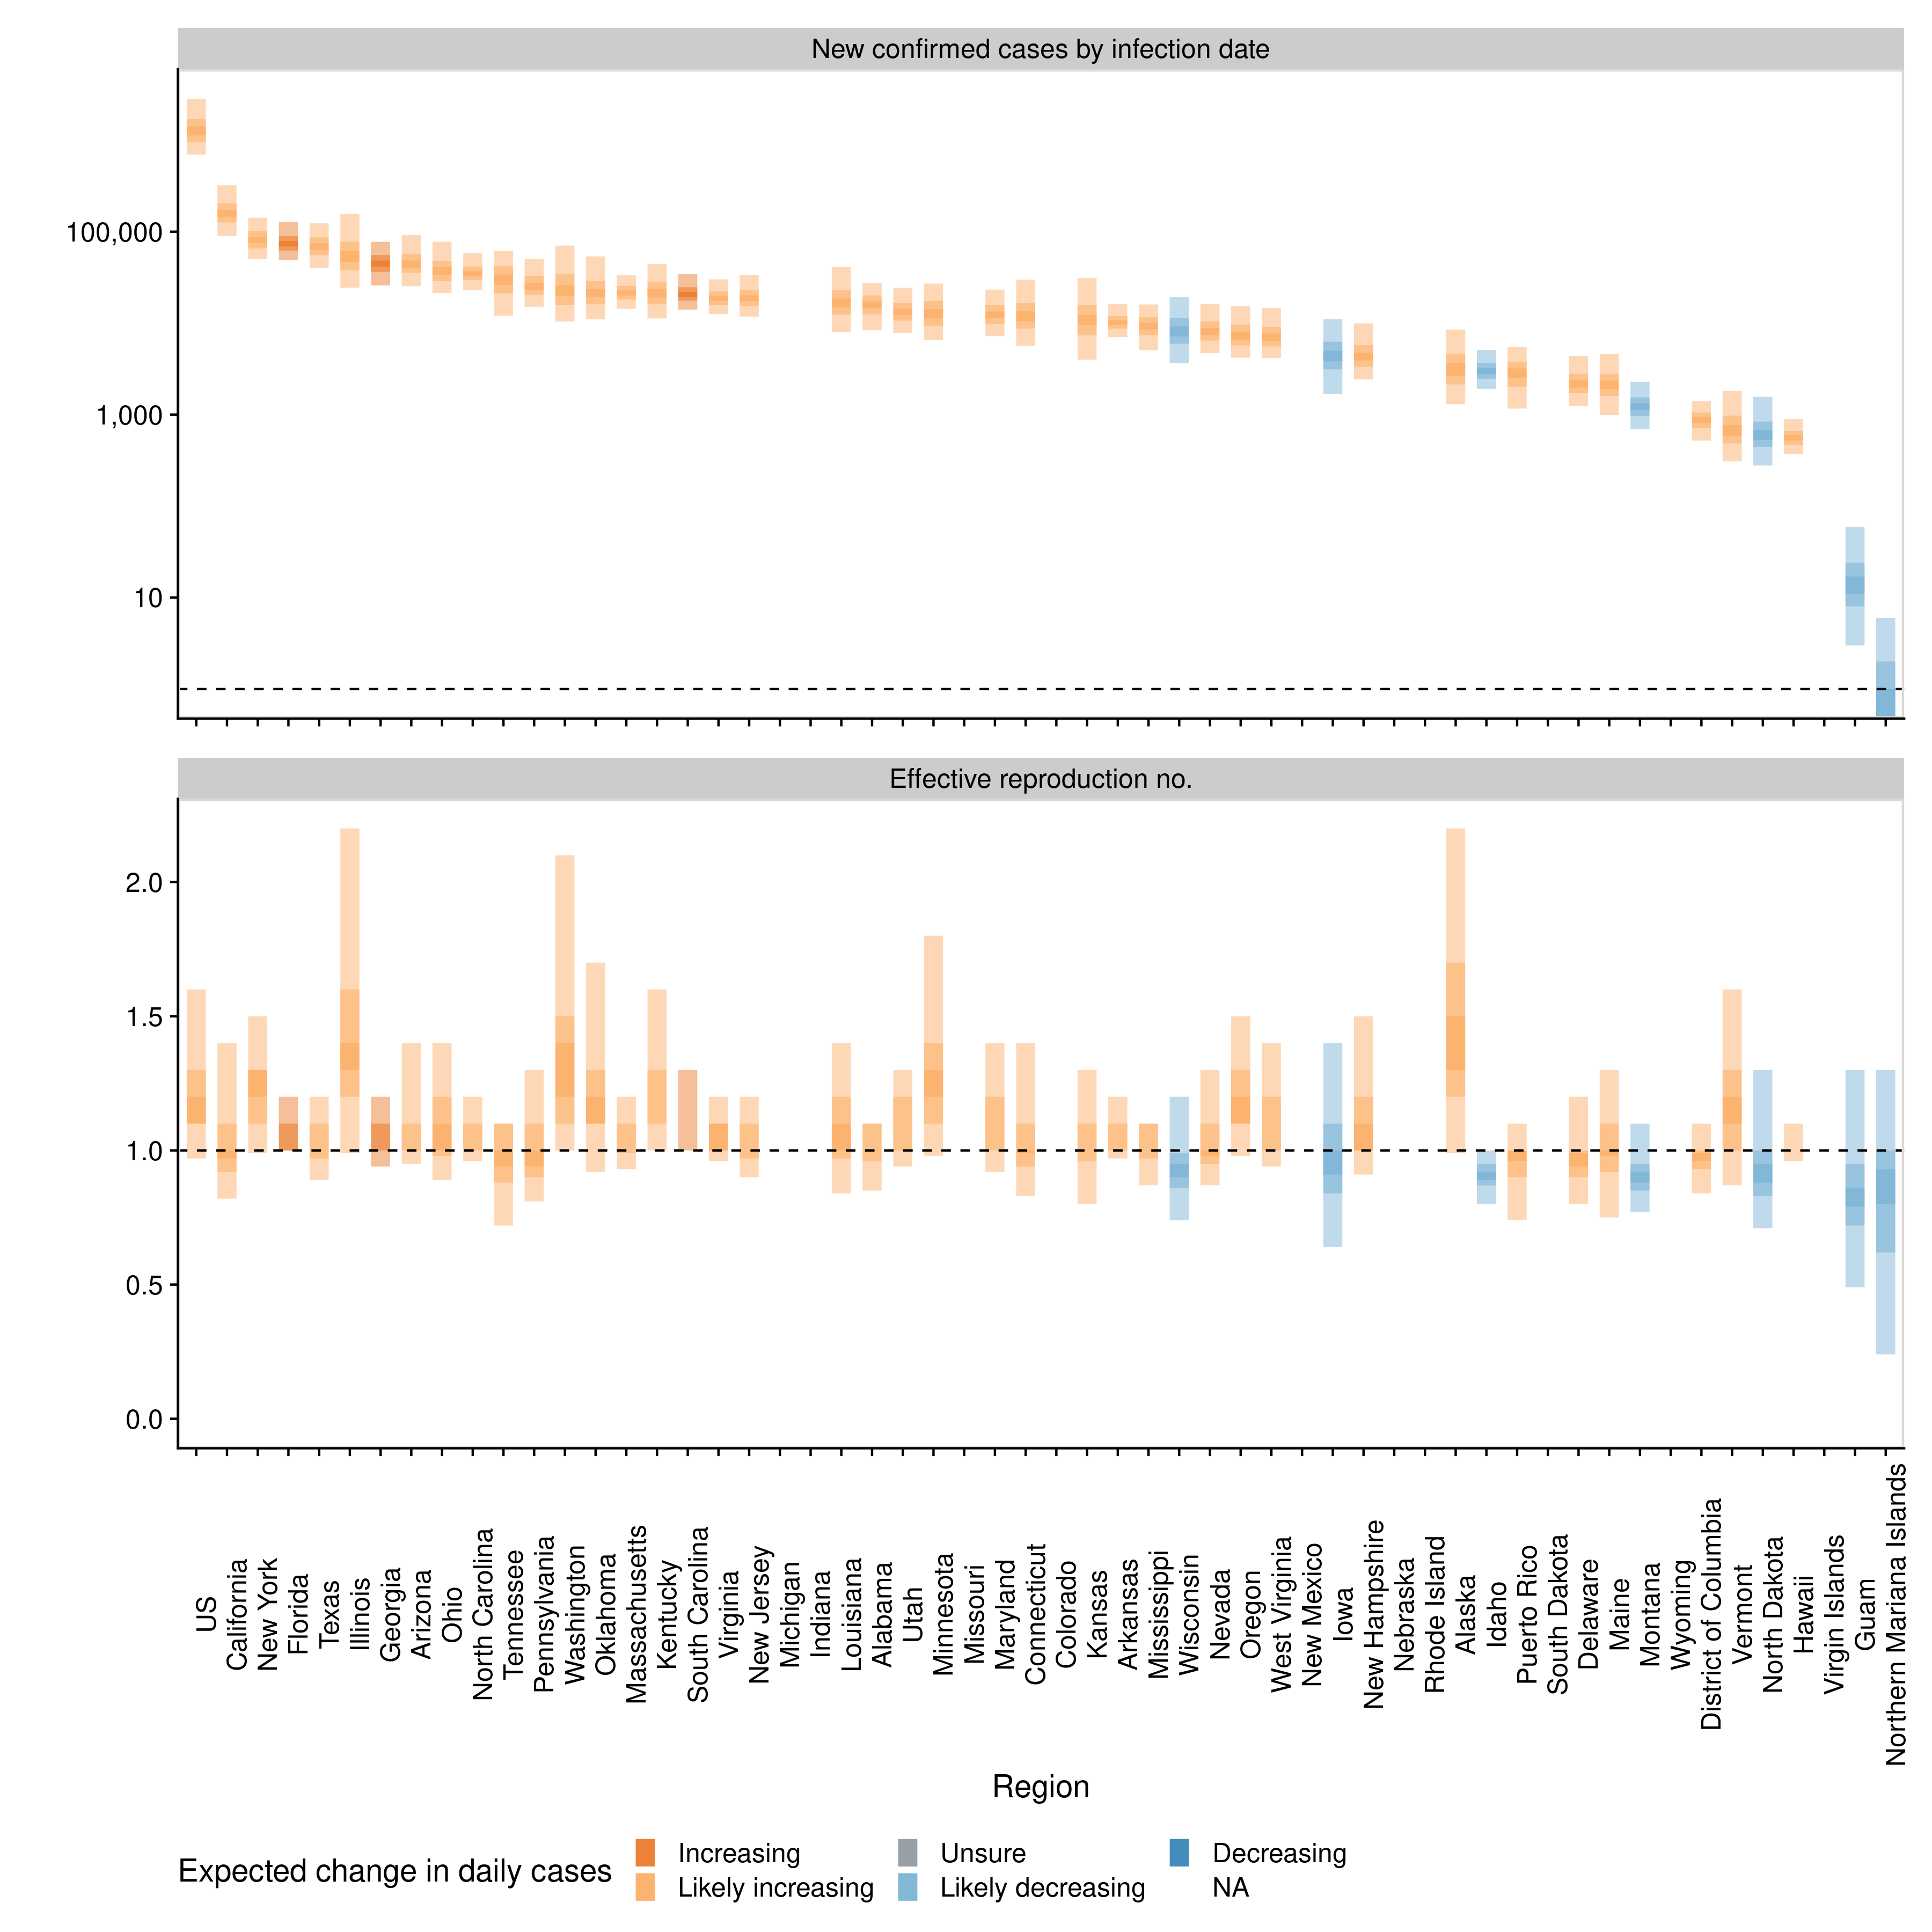 New confirmed cases by infection date
100,000
1,000
10
Effective reproduction no.
2.0
1.5
1.0
0.5
0.0
US
California
New York
Florida
Texas
Illinois
Georgia
Arizona
Ohio
North Carolina
Tennessee
Pennsylvania
Washington
Oklahoma
Massachusetts
Kentucky
South Carolina
Virginia
New Jersey
Michigan
Indiana
Louisiana
Alabama
Utah
Minnesota
Missouri
Maryland
Connecticut
Colorado
Kansas
Arkansas
Mississippi
Wisconsin
Nevada
Oregon
West Virginia
New Mexico
Iowa
New Hampshire
Nebraska
Rhode Island
Alaska
Idaho
Puerto Rico
South Dakota
Delaware
Maine
Montana
Wyoming
District of Columbia
Vermont
North Dakota
Hawaii
Virgin Islands
Guam
Northern Mariana Islands
Region
Expected change in daily cases
Increasing
Unsure
Decreasing
Likely increasing
Likely decreasing
NA